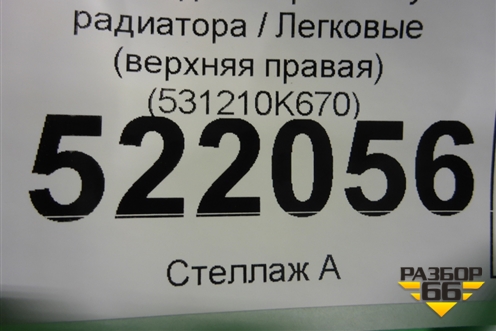 радиатора / Легковые
(верхняя правая)
(531210K670)
522056
Стеллаж А
РАЗБОР
66